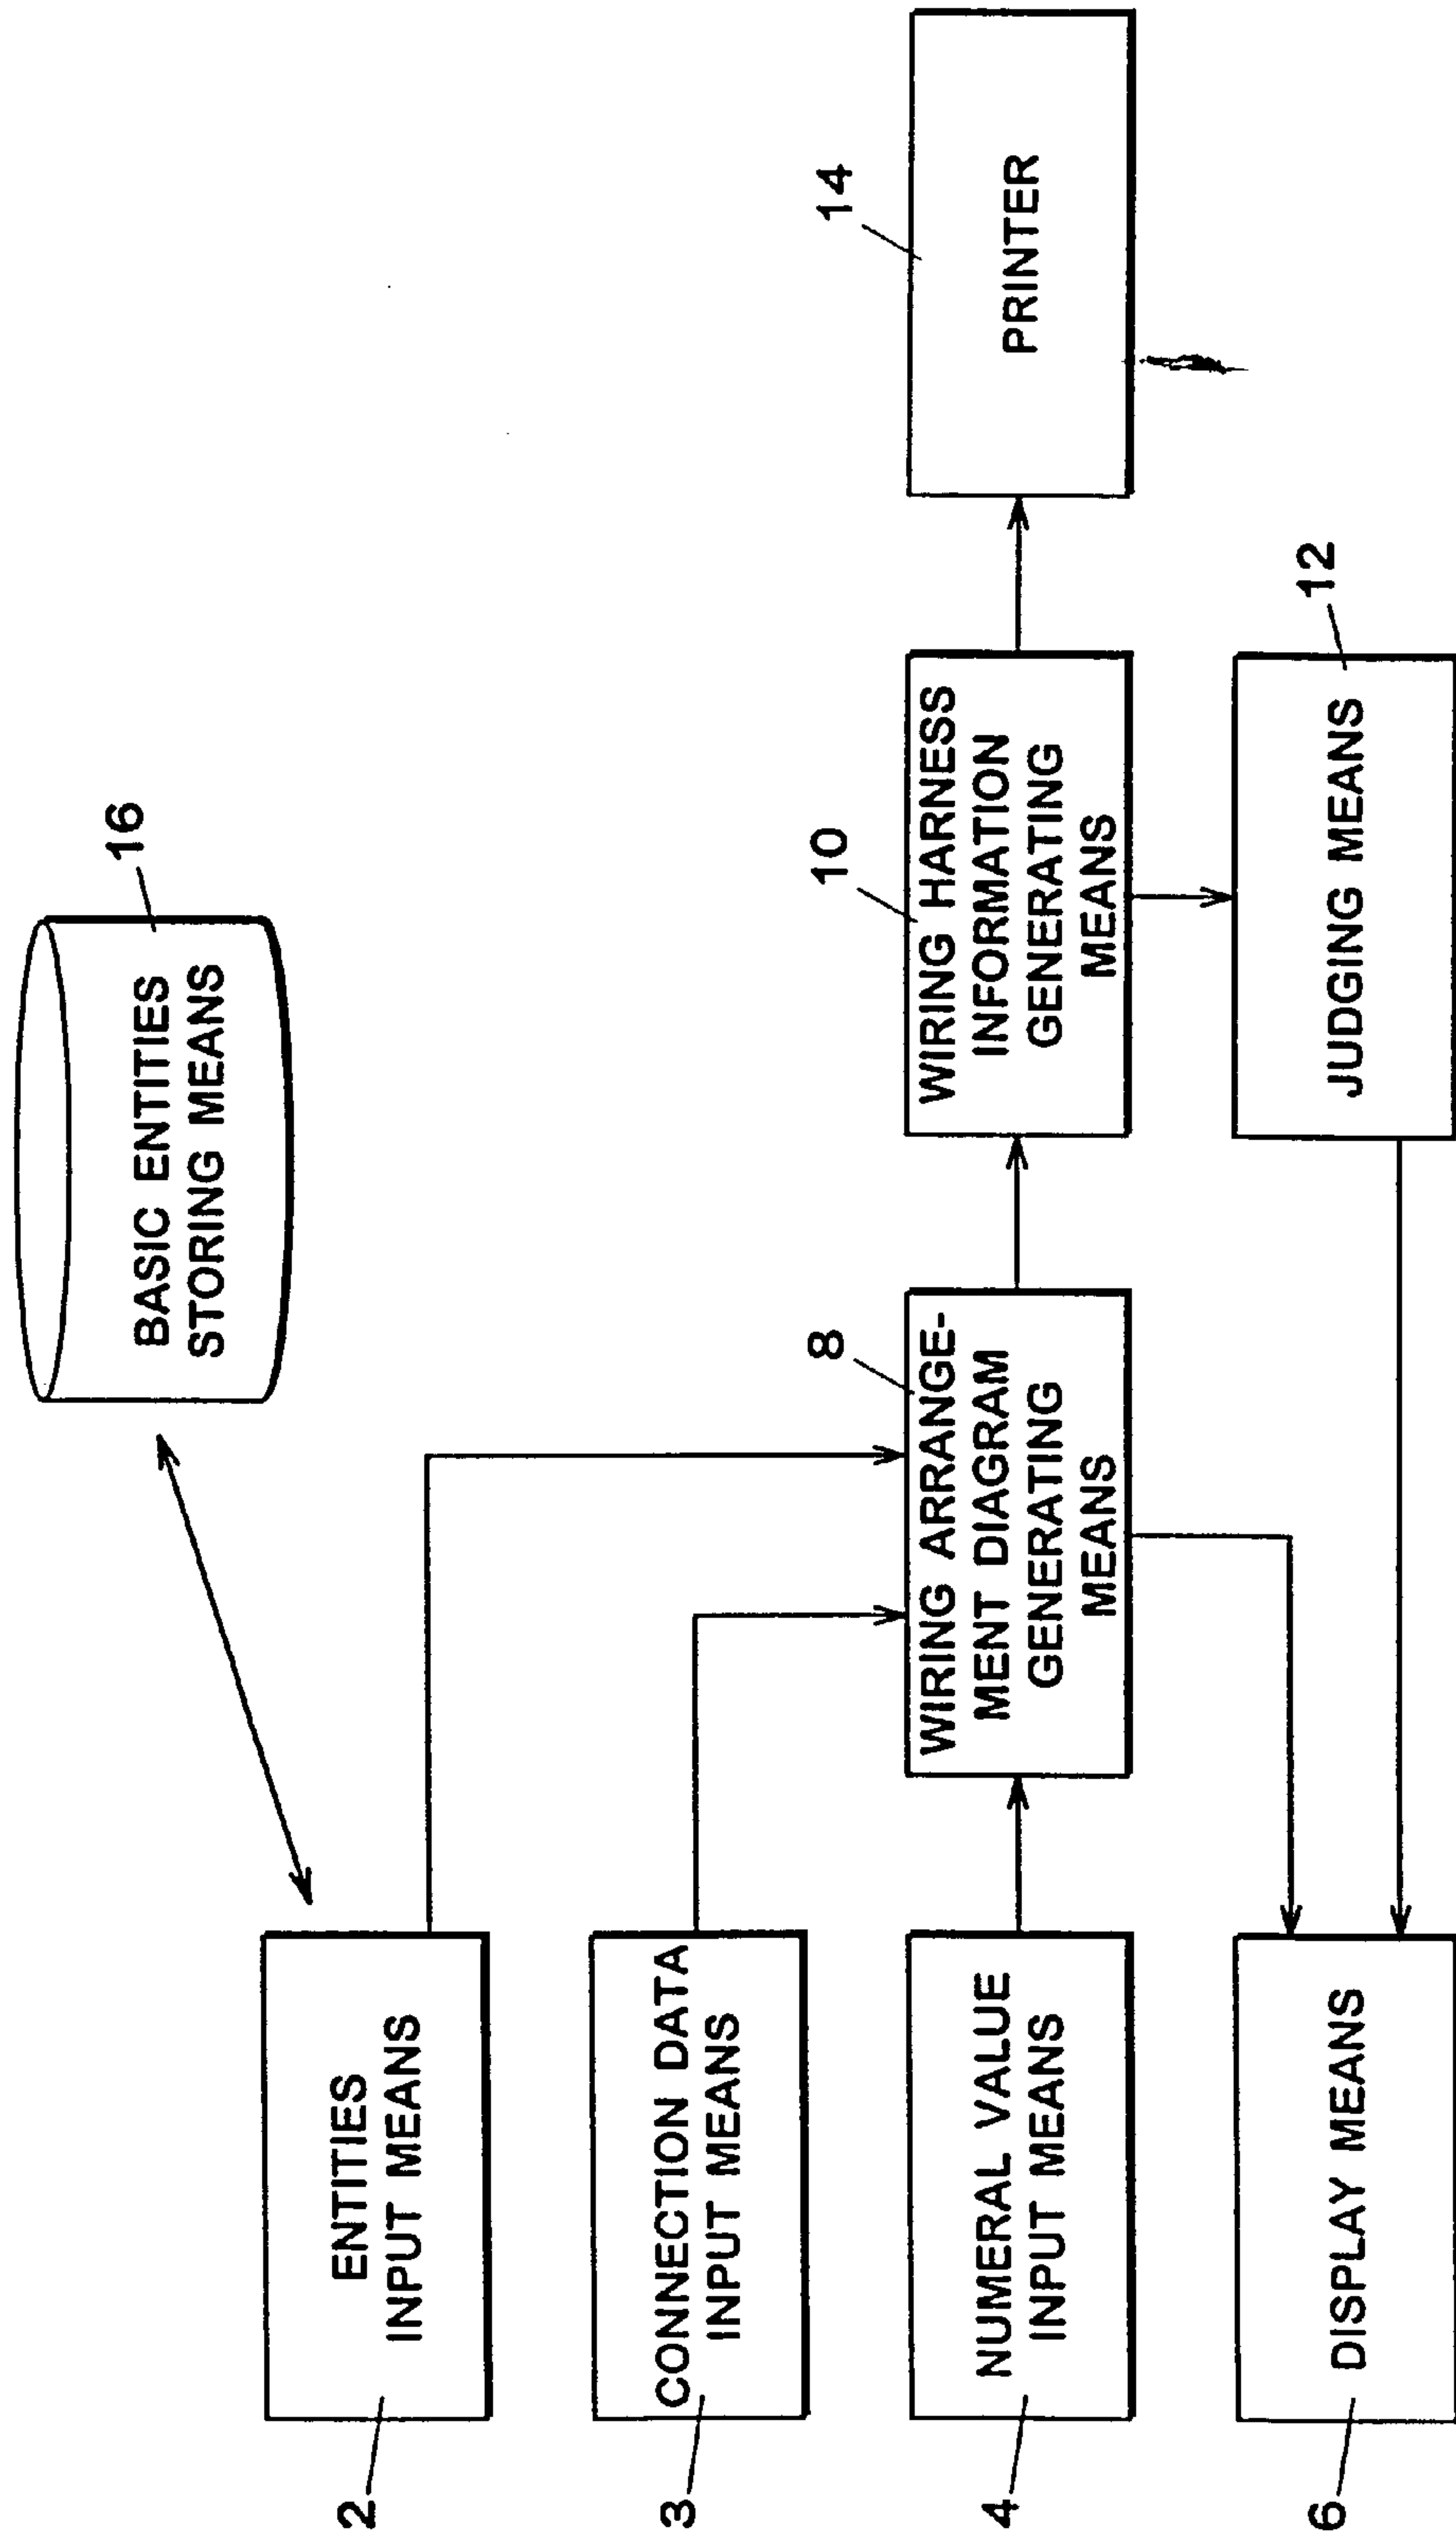 16
BASIC ENTITIES
STORING MEANS
2
ENTITIES
INPUT MEANS
3
CONNECTION DATA
INPUT MEANS
4
NUMERAL VALUE
INPUT MEANS
8
WIRING ARRANGE-
MENT DIAGRAM
GENERATING
MEANS
10
WIRING HARNESS
INFORMATION
GENERATING
MEANS
14
PRINTER
6
DISPLAY MEANS
12
JUDGING MEANS